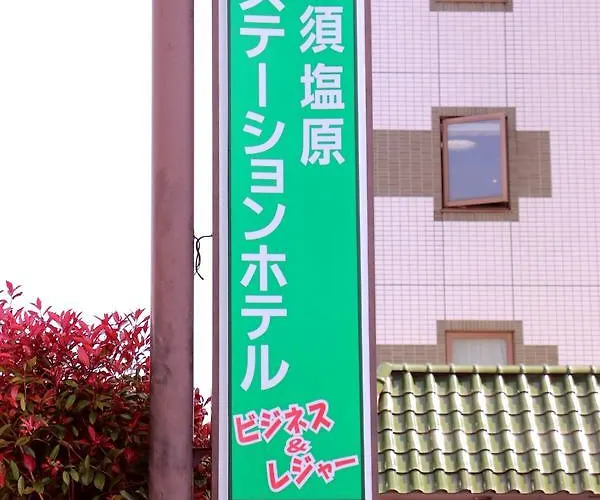 須塩原
ステーションホテル
ビジネス
&
レジャー